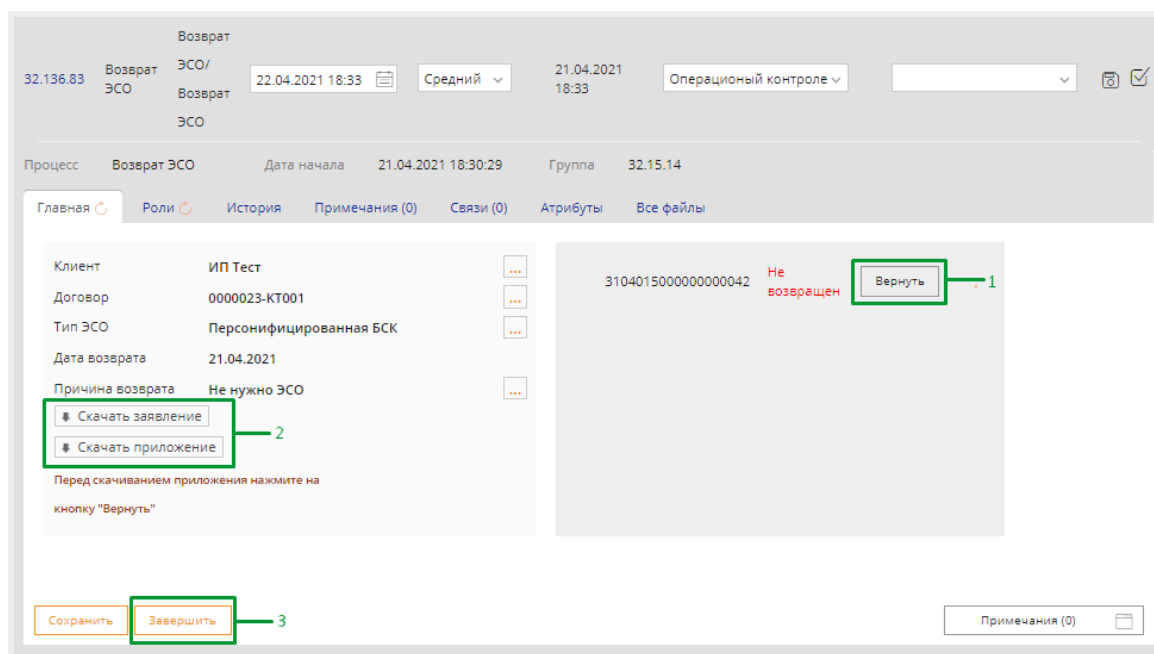 32.136.83
Возврат
ЭСО
Возврат
ЭСО/
Возврат
ЭСО
22.04.2021 18:33
Средний
21.04.2021
18:33
Операционый контроле
Процесс Возврат ЭСО Дата начала 21.04.2021 18:30:29 Группа 32.15.14
Главная Роли История Примечания (0) Связи (0) Атрибуты Все файлы
Клиент ИП Тест ...
Договор 0000023-КТ001 ...
Тип ЭСО Персонифицированная БСК ...
Дата возврата 21.04.2021
Причина возврата Не нужно ЭСО ...
Скачать заявление
Скачать приложение
2
Перед скачиванием приложения нажмите на
кнопку "Вернуть"
3104015000000000042
Не
возвращен
Вернуть
1
Сохранить Завершить 3
Примечания (0)